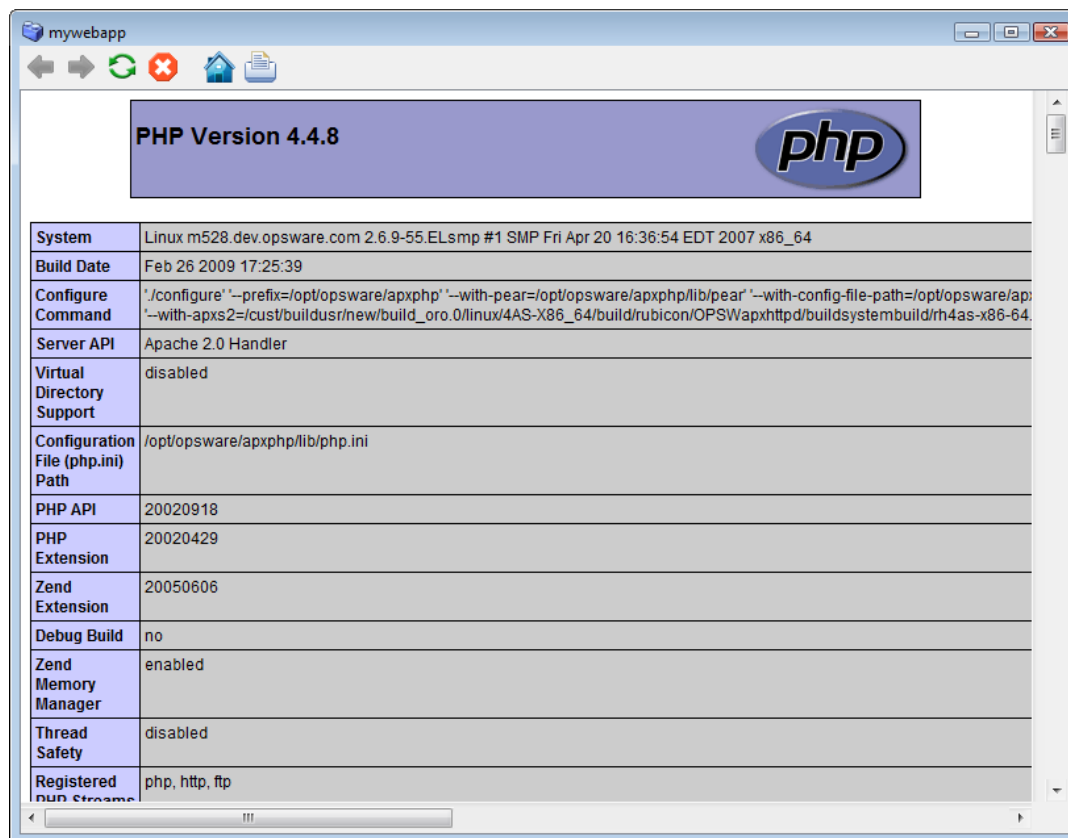 mywebapp
PHP Version 4.4.8
php
System Linux m528.dev.opsware.com 2.6.9-55.ELsmp #1 SMP Fri Apr 20 16:36:54 EDT 2007 x86_64
Build Date Feb 26 2009 17:25:39
Configure './configure' '--prefix=/opt/opsware/apxphp' '--with-pear=/opt/opsware/apxphp/lib/pear' '--with-config-file-path=/opt/opsware/apx
Command '--with-apxs2=/cust/buildusr/new/build_oro.0/linux/4AS-X86_64/build/rubicon/OPSWapxhttpd/buildsystembuild/rh4as-x86-64.
Server API Apache 2.0 Handler
Virtual disabled
Directory
Support
Configuration /opt/opsware/apxphp/lib/php.ini
File (php.ini)
Path
PHP API 20020918
PHP 20020429
Extension
Zend 20050606
Extension
Debug Build no
Zend enabled
Memory
Manager
Thread disabled
Safety
Registered php, http, ftp
PHP Streams